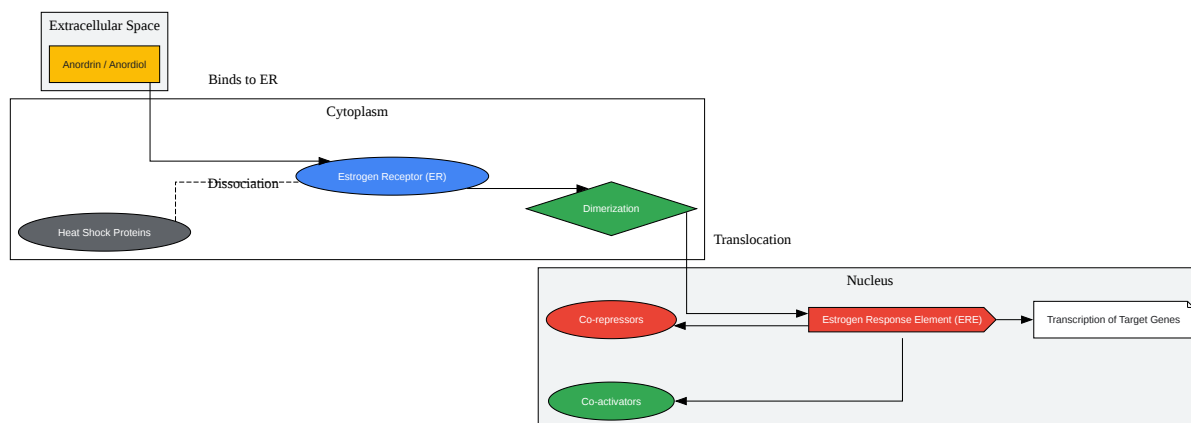 Extracellular Space
Anordrin / Anordiol
Binds to ER
Cytoplasm
Estrogen Receptor (ER)
Dissociation
Dimerization
Heat Shock Proteins
Translocation
Nucleus
Co-repressors
Estrogen Response Element (ERE)
Transcription of Target Genes
Co-activators